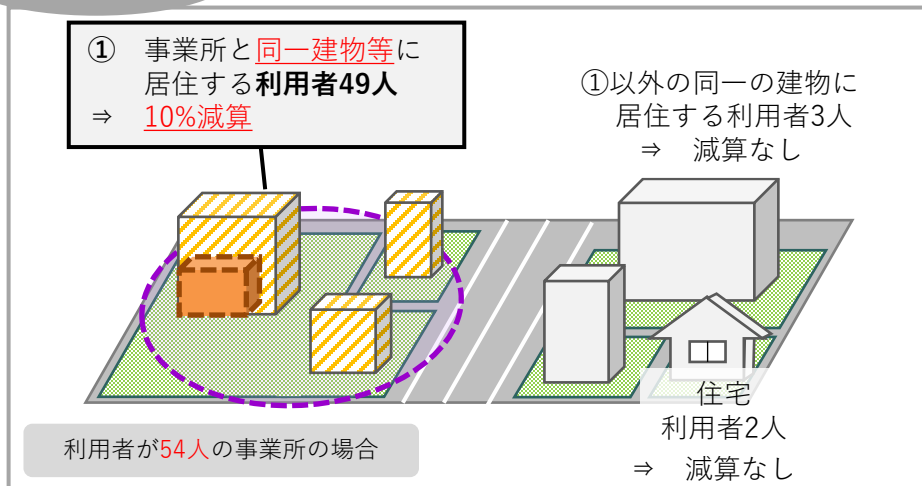 ① 事業所と同一建物等に
居住する利用者49人
⇒ 10%減算
①以外の同一の建物に
居住する利用者3人
⇒ 減算なし
住宅
利用者2人
⇒ 減算なし
利用者が54人の事業所の場合